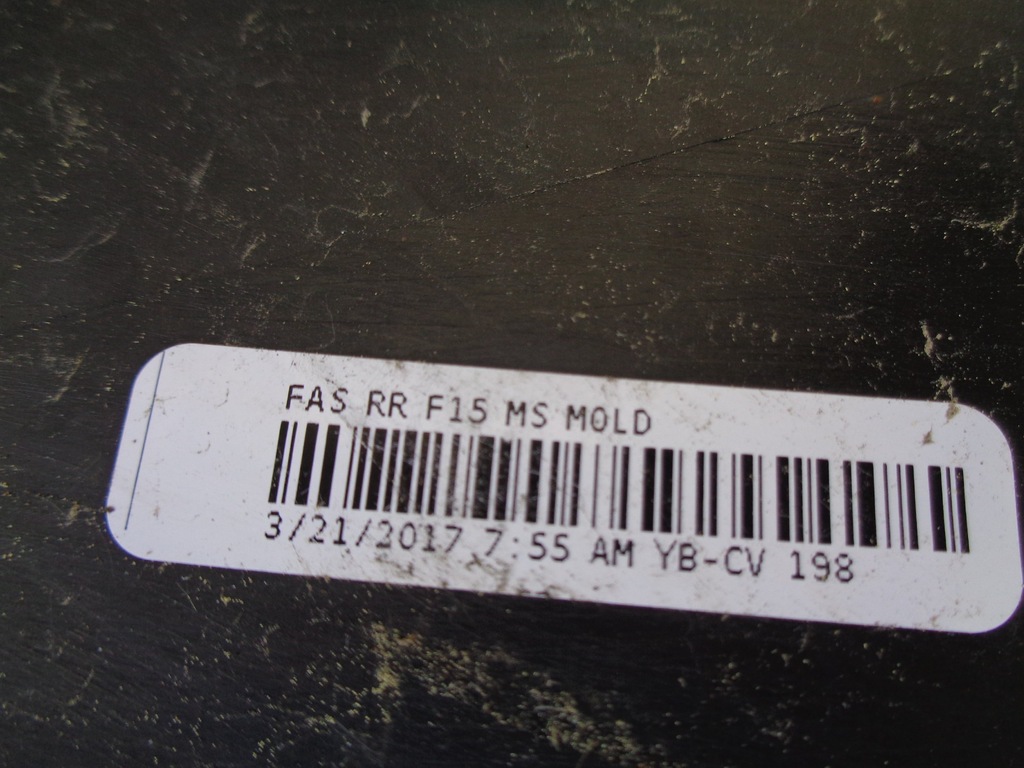 FAS RR F15 MS MOLD
3/21/2017 7:55 AM YB-CV 198